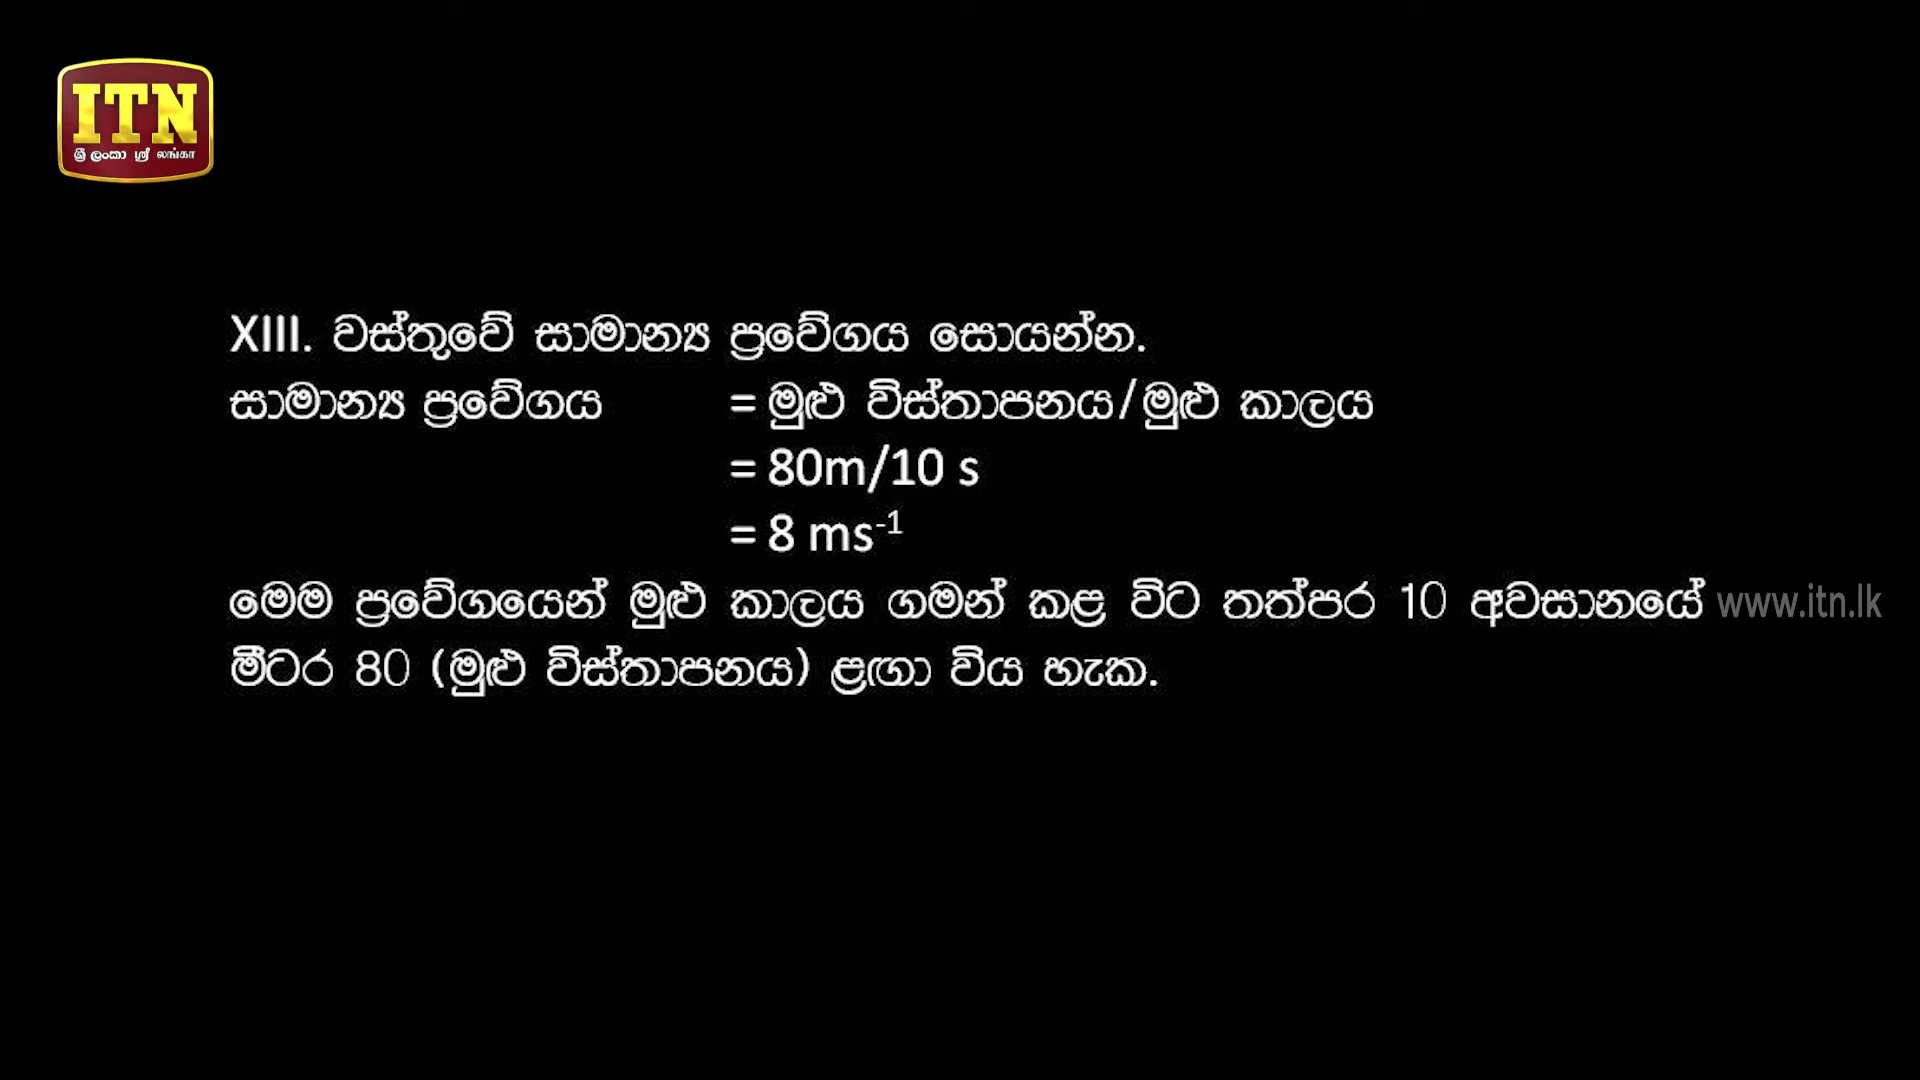 ITN
ශ්‍රී ලංකා ஸ்ரீ லங்கா
XIII. වස්තුවේ සාමාන්‍ය ප්‍රවේගය සොයන්න.
සාමාන්‍ය ප්‍රවේගය = මුළු විස්තාපනය/මුළු කාලය
= 80m/10 s
= 8 ms⁻¹
මෙම ප්‍රවේගයෙන් මුළු කාලය ගමන් කළ විට තත්පර 10 අවසානයේ www.itn.lk
මීටර 80 (මුළු විස්තාපනය) ළඟා විය හැක.